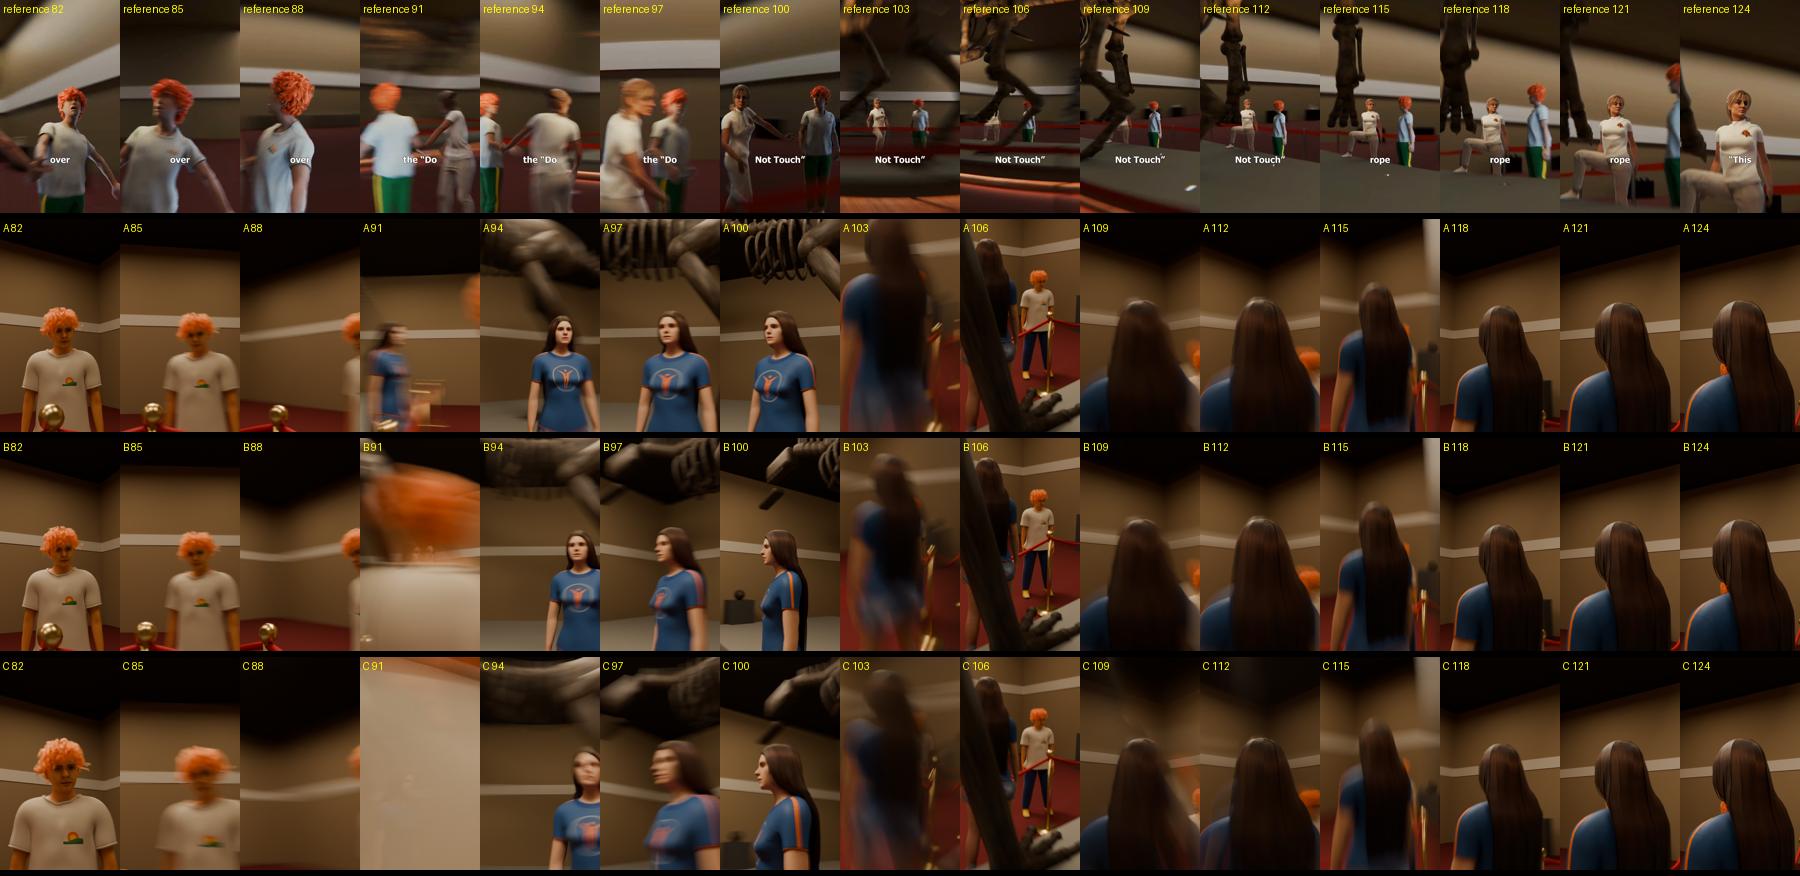 reference 82 reference 85 reference 88 reference 91 reference 94 reference 97 reference 100 reference 103 reference 106 reference 109 reference 112 reference 115 reference 118 reference 121 reference 124
over over over the "Do the "Do the "Do Not Touch" Not Touch" Not Touch" Not Touch" Not Touch" rope rope rope "This
A 82 A 85 A 88 A 91 A 94 A 97 A 100 A 103 A 106 A 109 A 112 A 115 A 118 A 121 A 124
B 82 B 85 B 88 B 91 B 94 B 97 B 100 B 103 B 106 B 109 B 112 B 115 B 118 B 121 B 124
C 82 C 85 C 88 C 91 C 94 C 97 C 100 C 103 C 106 C 109 C 112 C 115 C 118 C 121 C 124